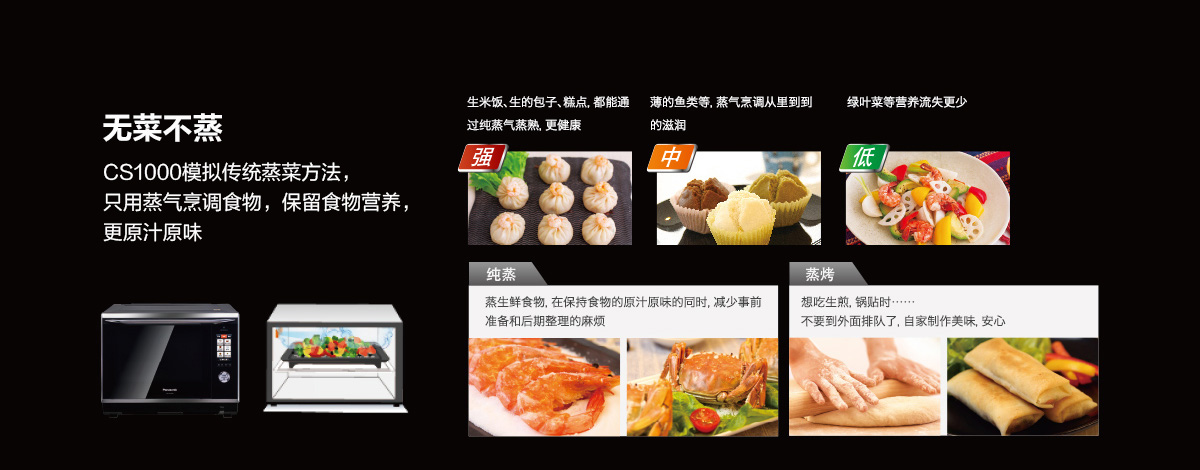 无菜不蒸
CS1000模拟传统蒸菜方法，
只用蒸气烹调食物，保留食物营养，
更原汁原味
生米饭、生的包子、糕点, 都能通
过纯蒸气蒸熟, 更健康
强
薄的鱼类等, 蒸气烹调从里到到
的滋润
中
绿叶菜等营养流失更少
低
纯蒸
蒸生鲜食物, 在保持食物的原汁原味的同时, 减少事前
准备和后期整理的麻烦
蒸烤
想吃生煎, 锅贴时……
不要到外面排队了, 自家制作美味, 安心
Panasonic